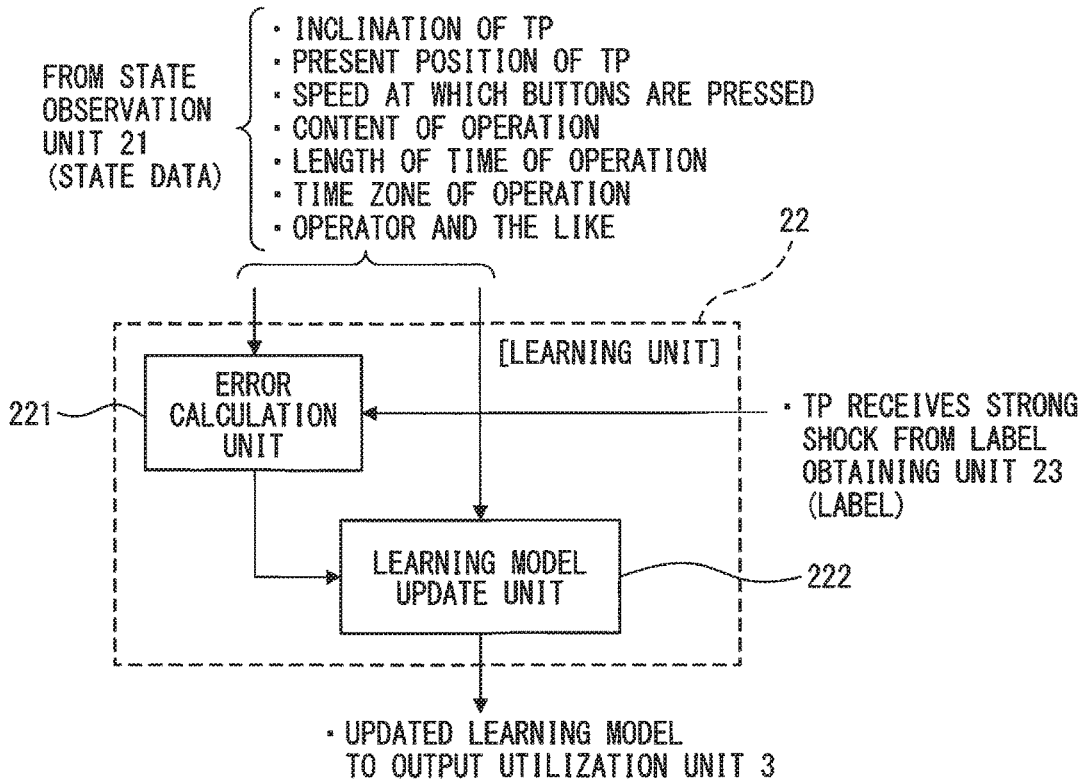 FROM STATE
OBSERVATION
UNIT 21
(STATE DATA)
・INCLINATION OF TP
・PRESENT POSITION OF TP
・SPEED AT WHICH BUTTONS ARE PRESSED
・CONTENT OF OPERATION
・LENGTH OF TIME OF OPERATION
・TIME ZONE OF OPERATION
・OPERATOR AND THE LIKE
22
[LEARNING UNIT]
221
ERROR
CALCULATION
UNIT
・TP RECEIVES STRONG
SHOCK FROM LABEL
OBTAINING UNIT 23
(LABEL)
LEARNING MODEL
UPDATE UNIT
222
・UPDATED LEARNING MODEL
TO OUTPUT UTILIZATION UNIT 3